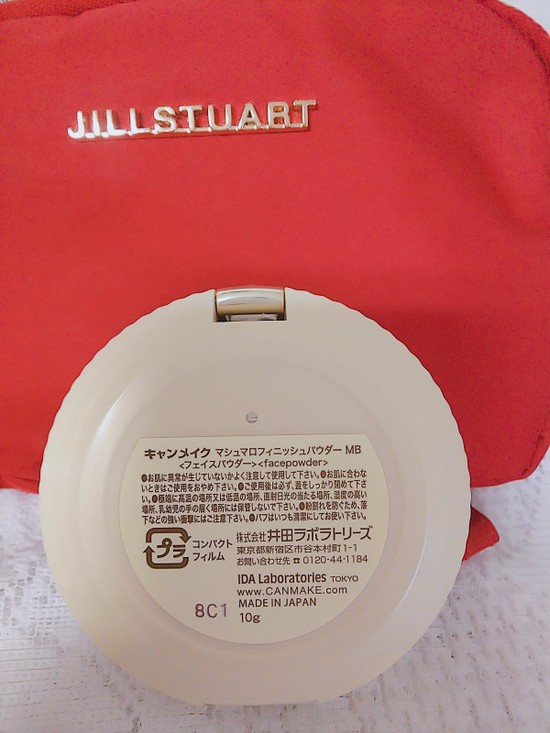 JILLSTUART
キャンメイク マシュマロフィニッシュパウダー MB
<フェイスパウダー><facepowder>
●お肌に異常が生じていないかよく注意して使用して下さい。●お肌に合わ
ないときはご使用をおやめ下さい。●ご使用後は必ず、蓋をしっかり閉めて下さ
い。●極端に高温の場所又は低温の場所、直射日光の当たる場所、湿度の高い
場所、乳幼児の手の届く場所には保管しないで下さい。●粉割れを防ぐため、落
下などの強い衝撃にはご注意下さい。●パフはいつも清潔にしてお使い下さい。
プラ
コンパクト
フィルム
株式会社 井田ラボラトリーズ
東京都新宿区市谷本村町1-1
お問い合わせ先 ☎ 0120-44-1184
IDA Laboratories TOKYO
www.CANMAKE.com
MADE IN JAPAN
10g
8C1